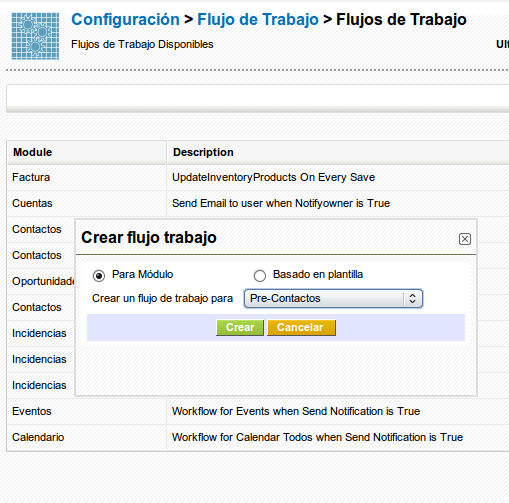 Configuración > Flujo de Trabajo > Flujos de Trabajo
Flujos de Trabajo Disponibles
Module Description
Factura UpdateInventoryProducts On Every Save
Cuentas Send Email to user when Notifyowner is True
Contactos
Contactos
Oportunidade
Contactos
Incidencias
Incidencias
Incidencias
Crear flujo trabajo
Para Módulo Basado en plantilla
Crear un flujo de trabajo para Pre-Contactos
Crear Cancelar
Eventos Workflow for Events when Send Notification is True
Calendario Workflow for Calendar Todos when Send Notification is True